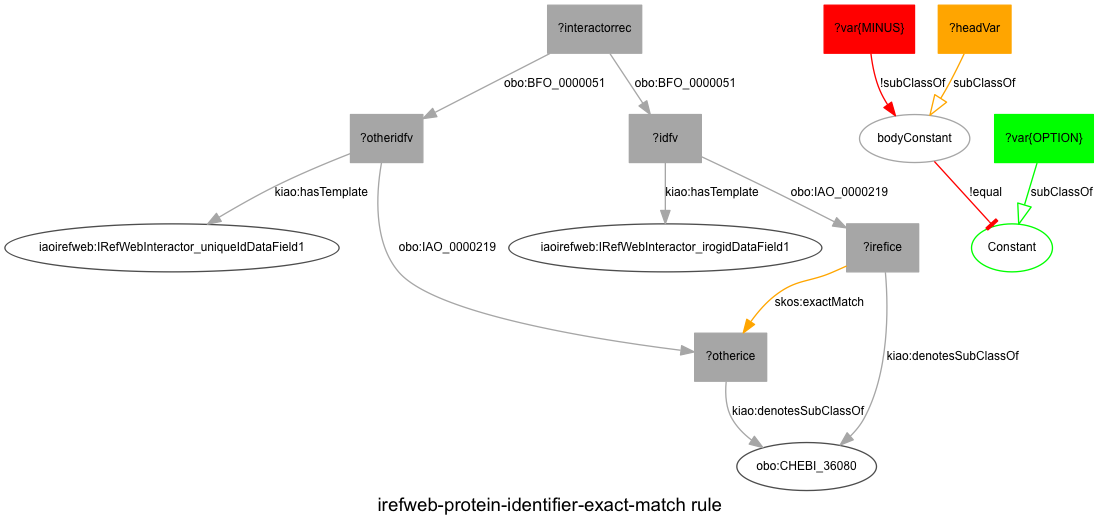 ?interactorrec
?var{MINUS}
?headVar
obo:BFO_0000051
obo:BFO_0000051
!subClassOf
subClassOf
?otheridfv
?idfv
bodyConstant
?var{OPTION}
kiao:hasTemplate
kiao:hasTemplate
obo:IAO_0000219
!equal
subClassOf
iaoirefweb:IRefWebInteractor_uniqueIdDataField1
obo:IAO_0000219
iaoirefweb:IRefWebInteractor_irogidDataField1
?irefice
Constant
skos:exactMatch
?otherice
kiao:denotesSubClassOf
kiao:denotesSubClassOf
obo:CHEBI_36080
irefweb-protein-identifier-exact-match rule